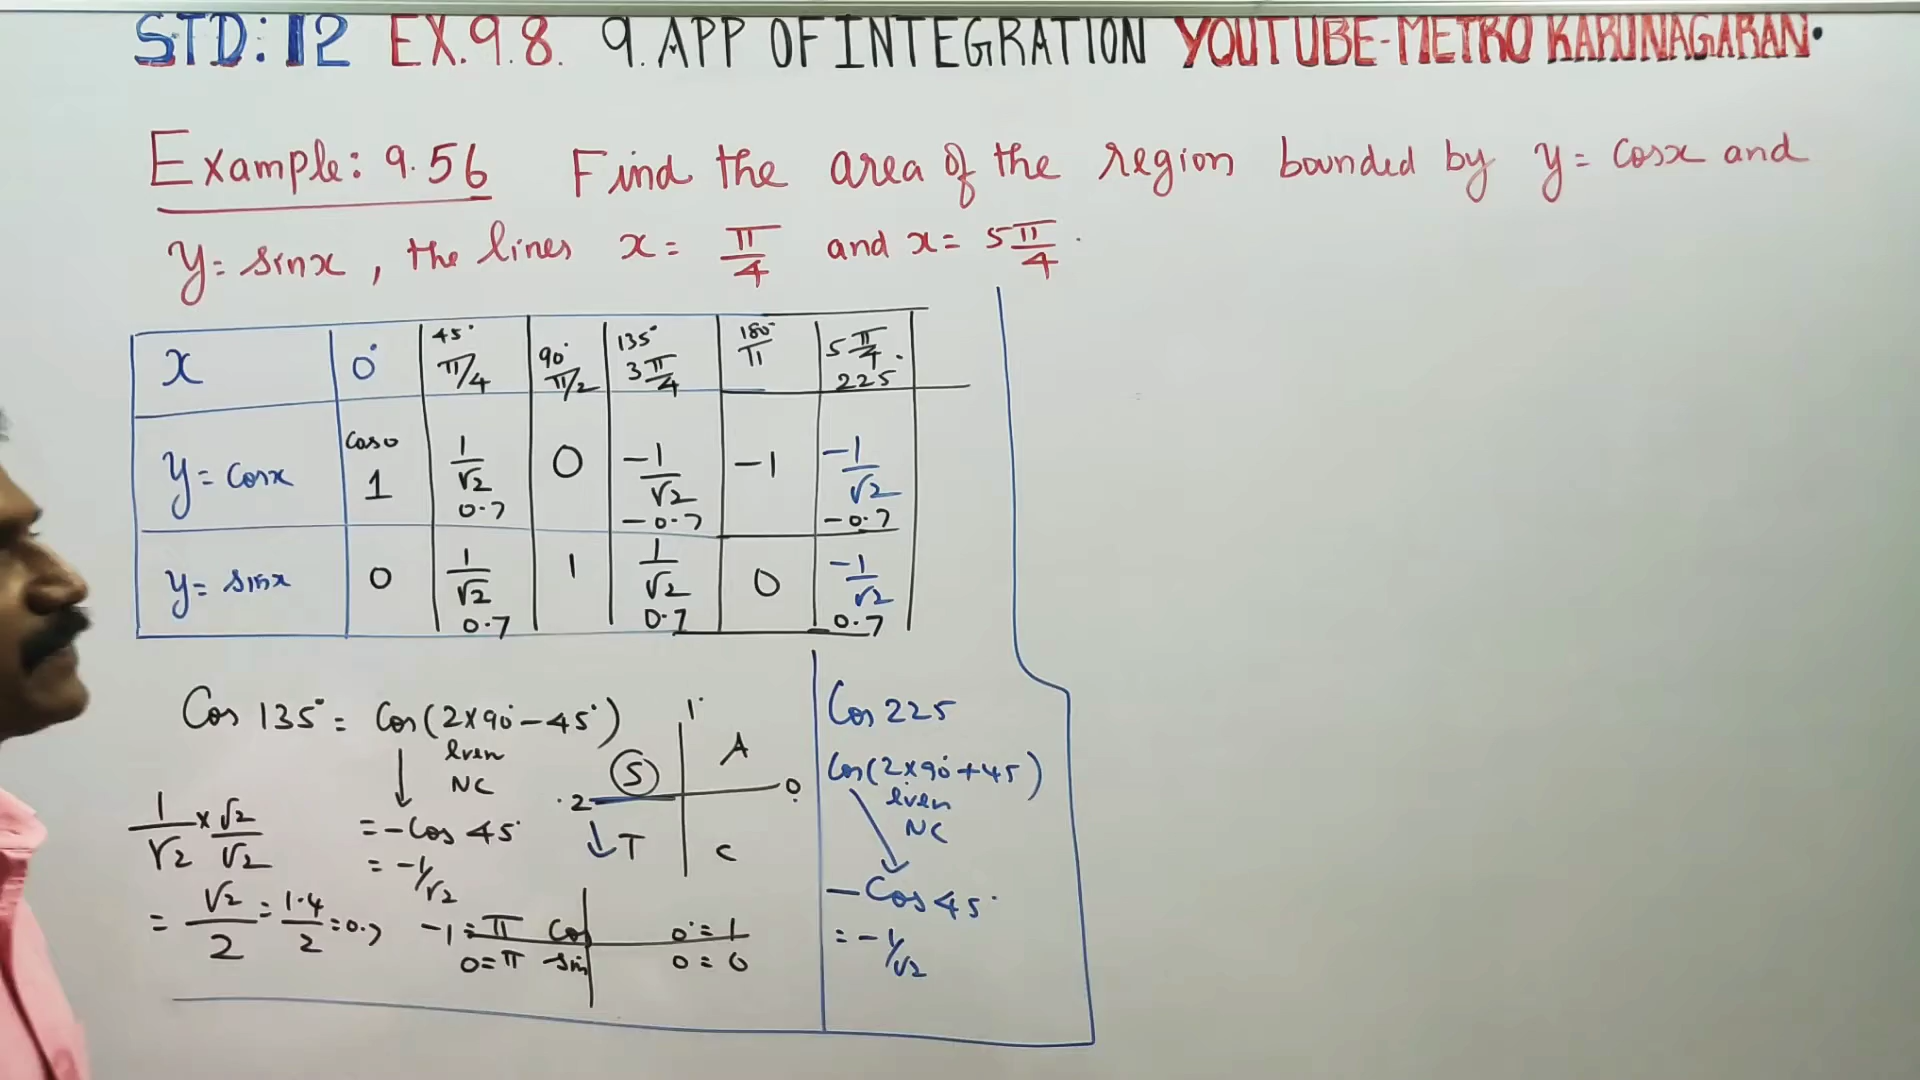 STD: 12 EX.9.8. 9.APP OF INTEGRATION YOUTUBE-METRO KARUNAGARAN.
Example: 9.56 Find the area of the region bounded by y = cosx and
y = sinx, the lines x = π/4 and x = 5π/4.
x 0° 45° π/4 90° π/2 135° 3π/4 180° π 5π/4. 225
y = cosx cos0 1 1/√2 0.7 0 -1/√2 -0.7 -1 -1/√2 -0.7
y = sinx 0 1/√2 0.7 1 1/√2 0.7 0 -1/√2 0.7
Cos 135° = Cos(2×90°-45°)
even
NC
= -Cos 45°
= -1/√2
1/√2 × √2/√2
= √2/2 = 1.4/2 = 0.7
1
S A
2 0
T C
-1 = π Cos 0° = 1
0 = π sin 0 = 0
Cos 225
Cos(2×90°+45)
even
NC
-Cos 45°
= -1/√2